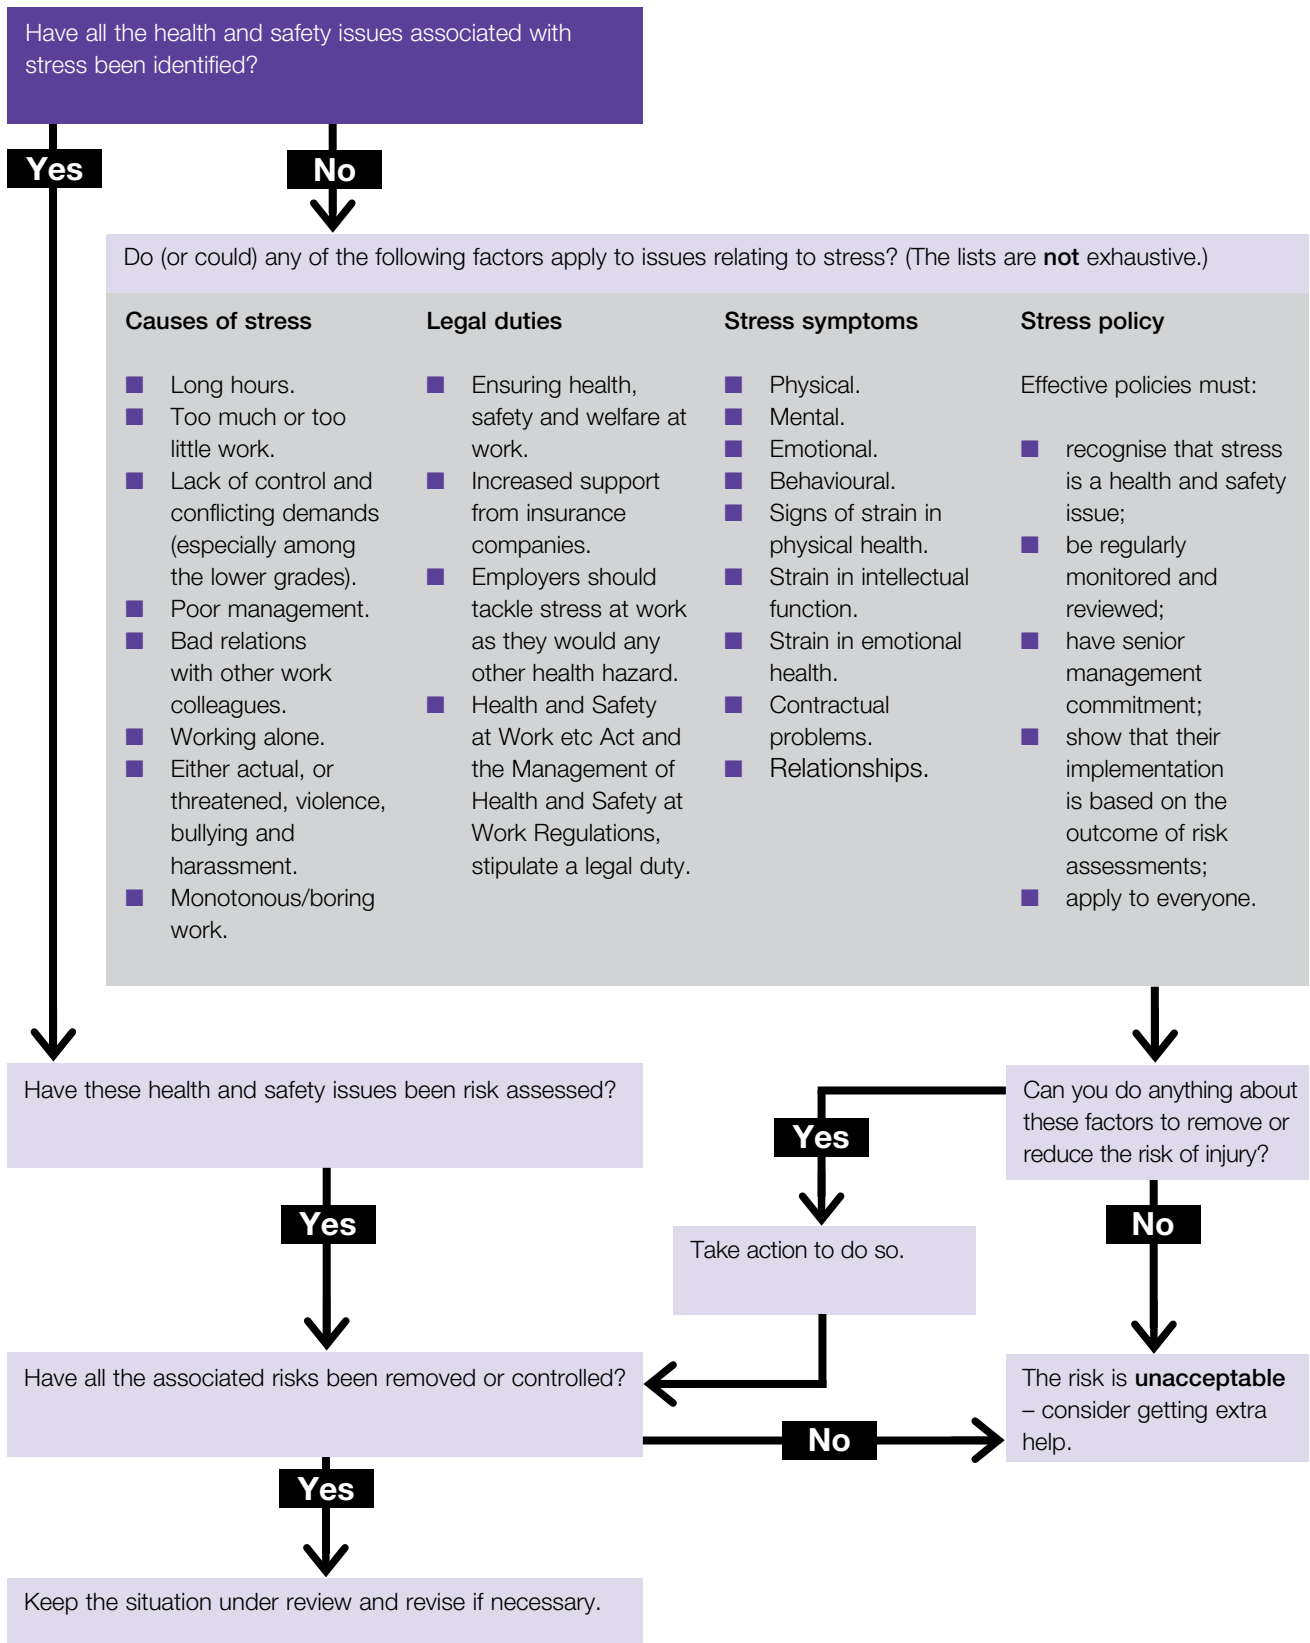 Have all the health and safety issues associated with
stress been identified?
Yes
No
Do (or could) any of the following factors apply to issues relating to stress? (The lists are not exhaustive.)
Causes of stress
■ Long hours.
■ Too much or too
little work.
■ Lack of control and
conflicting demands
(especially among
the lower grades).
■ Poor management.
■ Bad relations
with other work
colleagues.
■ Working alone.
■ Either actual, or
threatened, violence,
bullying and
harassment.
■ Monotonous/boring
work.
Legal duties
■ Ensuring health,
safety and welfare at
work.
■ Increased support
from insurance
companies.
■ Employers should
tackle stress at work
as they would any
other health hazard.
■ Health and Safety
at Work etc Act and
the Management of
Health and Safety at
Work Regulations,
stipulate a legal duty.
Stress symptoms
■ Physical.
■ Mental.
■ Emotional.
■ Behavioural.
■ Signs of strain in
physical health.
■ Strain in intellectual
function.
■ Strain in emotional
health.
■ Contractual
problems.
■ Relationships.
Stress policy
Effective policies must:
■ recognise that stress
is a health and safety
issue;
■ be regularly
monitored and
reviewed;
■ have senior
management
commitment;
■ show that their
implementation
is based on the
outcome of risk
assessments;
■ apply to everyone.
Have these health and safety issues been risk assessed?
Can you do anything about
these factors to remove or
reduce the risk of injury?
Yes
Yes
No
Take action to do so.
Have all the associated risks been removed or controlled?
The risk is unacceptable
– consider getting extra
help.
No
Yes
Keep the situation under review and revise if necessary.